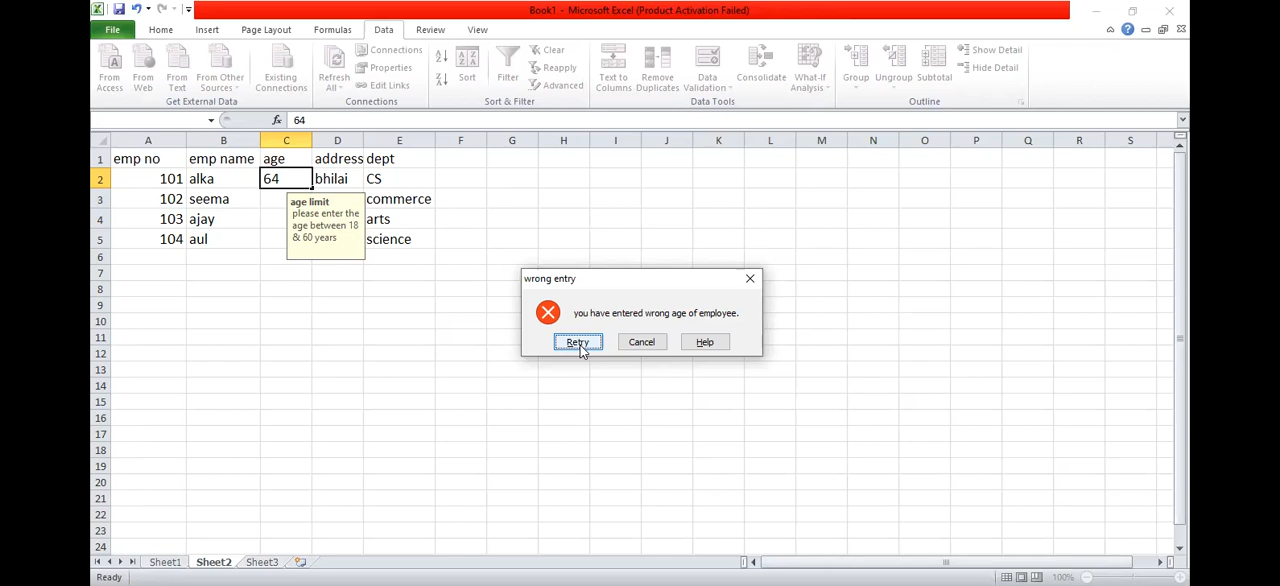 Book1 - Microsoft Excel (Product Activation Failed)
File Home Insert Page Layout Formulas Data Review View
From Access
From Web
From Text
From Other Sources
Existing Connections
Get External Data
Refresh All
Connections
Properties
Edit Links
Connections
Sort
Filter
Clear
Reapply
Advanced
Sort & Filter
Text to Columns
Remove Duplicates
Data Validation
Consolidate
What-If Analysis
Data Tools
Group
Ungroup
Subtotal
Show Detail
Hide Detail
Outline
fx 64
A B C D E F G H I J K L M N O P Q R S
1 emp no emp name age address dept
2 101 alka 64 bhilai CS
3 102 seema commerce
4 103 ajay arts
5 104 aul science
age limit
please enter the
age between 18
& 60 years
6
7
8
9
10
11
12
13
14
15
16
17
18
19
20
21
22
23
24
wrong entry
you have entered wrong age of employee.
Retry Cancel Help
Sheet1 Sheet2 Sheet3
Ready 100%